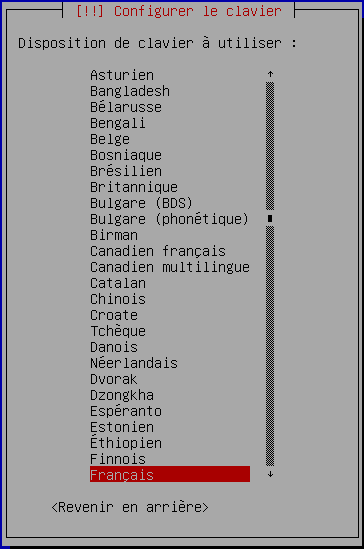 [!!] Configurer le clavier
Disposition de clavier à utiliser :
Asturien
Bangladesh
Bélarusse
Bengali
Belge
Bosniaque
Brésilien
Britannique
Bulgare (BDS)
Bulgare (phonétique)
Birman
Canadien français
Canadien multilingue
Catalan
Chinois
Croate
Tchèque
Danois
Néerlandais
Dvorak
Dzongkha
Espéranto
Estonien
Éthiopien
Finnois
Français
<Revenir en arrière>